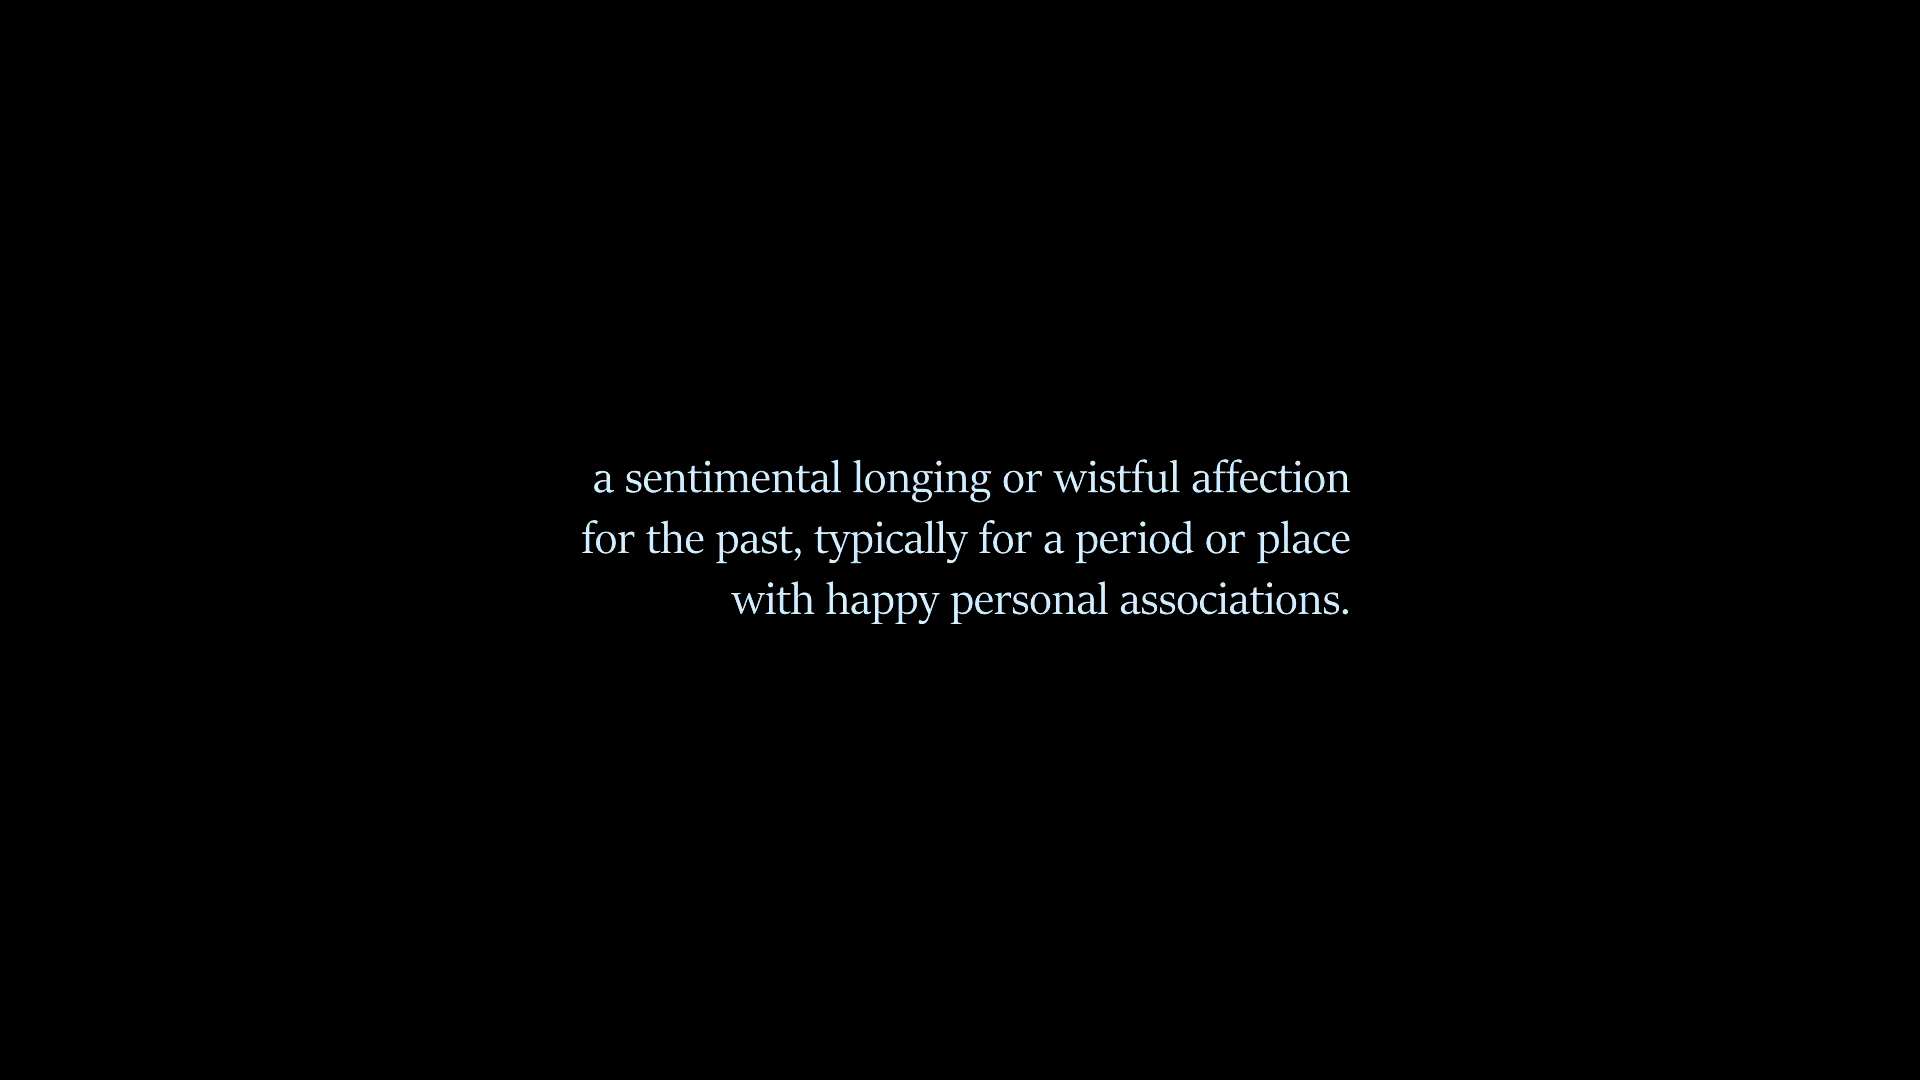 a sentimental longing or wistful affection
for the past, typically for a period or place
with happy personal associations.